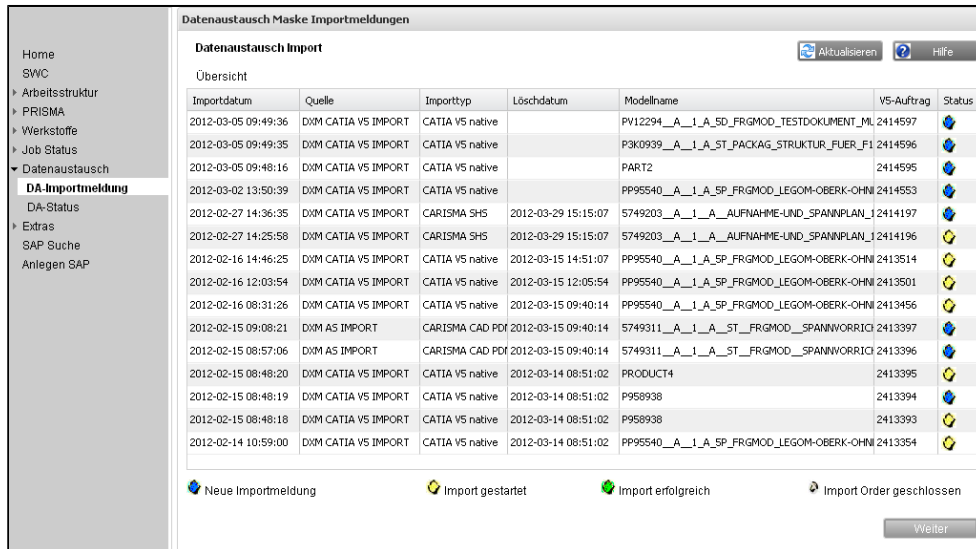 Datenaustausch Maske Importmeldungen
Home
SWC
Arbeitsstruktur
PRISMA
Werkstoffe
Job Status
Datenaustausch
DA-Importmeldung
DA-Status
Extras
SAP Suche
Anlegen SAP
Datenaustausch Import
Aktualisieren
Hilfe
Übersicht
Importdatum Quelle Importtyp Löschdatum Modellname V5-Auftrag Status
2012-03-05 09:49:36 DXM CATIA V5 IMPORT CATIA V5 native PV12294__A__1_A_5D_FRGMOD_TESTDOKUMENT_MU 2414597
2012-03-05 09:49:35 DXM CATIA V5 IMPORT CATIA V5 native P3K0939__A__1_A_ST_PACKAG_STRUKTUR_FUER_F1 2414596
2012-03-05 09:48:16 DXM CATIA V5 IMPORT CATIA V5 native PART2 2414595
2012-03-02 13:50:39 DXM CATIA V5 IMPORT CATIA V5 native PP95540__A__1_A_5P_FRGMOD_LEGOM-OBERK-OHN 2414553
2012-02-27 14:36:35 DXM CATIA V5 IMPORT CARISMA SHS 2012-03-29 15:15:07 5749203__A__1__A__AUFNAHME-UND_SPANNPLAN_1 2414197
2012-02-27 14:25:58 DXM CATIA V5 IMPORT CARISMA SHS 2012-03-29 15:15:07 5749203__A__1__A__AUFNAHME-UND_SPANNPLAN_1 2414196
2012-02-16 14:46:25 DXM CATIA V5 IMPORT CATIA V5 native 2012-03-15 14:51:07 PP95540__A__1_A_5P_FRGMOD_LEGOM-OBERK-OHN 2413514
2012-02-16 12:03:54 DXM CATIA V5 IMPORT CATIA V5 native 2012-03-15 12:05:54 PP95540__A__1_A_5P_FRGMOD_LEGOM-OBERK-OHN 2413501
2012-02-16 08:31:26 DXM CATIA V5 IMPORT CATIA V5 native 2012-03-15 09:40:14 PP95540__A__1_A_5P_FRGMOD_LEGOM-OBERK-OHN 2413456
2012-02-15 09:08:21 DXM AS IMPORT CARISMA CAD PDM 2012-03-15 09:40:14 5749311__A__1__A__ST__FRGMOD__SPANNVORRICH 2413397
2012-02-15 08:57:06 DXM AS IMPORT CARISMA CAD PDM 2012-03-15 09:40:14 5749311__A__1__A__ST__FRGMOD__SPANNVORRICH 2413396
2012-02-15 08:48:20 DXM CATIA V5 IMPORT CATIA V5 native 2012-03-14 08:51:02 PRODUCT4 2413395
2012-02-15 08:48:19 DXM CATIA V5 IMPORT CATIA V5 native 2012-03-14 08:51:02 P958938 2413394
2012-02-15 08:48:18 DXM CATIA V5 IMPORT CATIA V5 native 2012-03-14 08:51:02 P958938 2413393
2012-02-14 10:59:00 DXM CATIA V5 IMPORT CATIA V5 native 2012-03-14 08:51:02 PP95540__A__1_A_5P_FRGMOD_LEGOM-OBERK-OHN 2413354
Neue Importmeldung Import gestartet Import erfolgreich Import Order geschlossen
Weiter